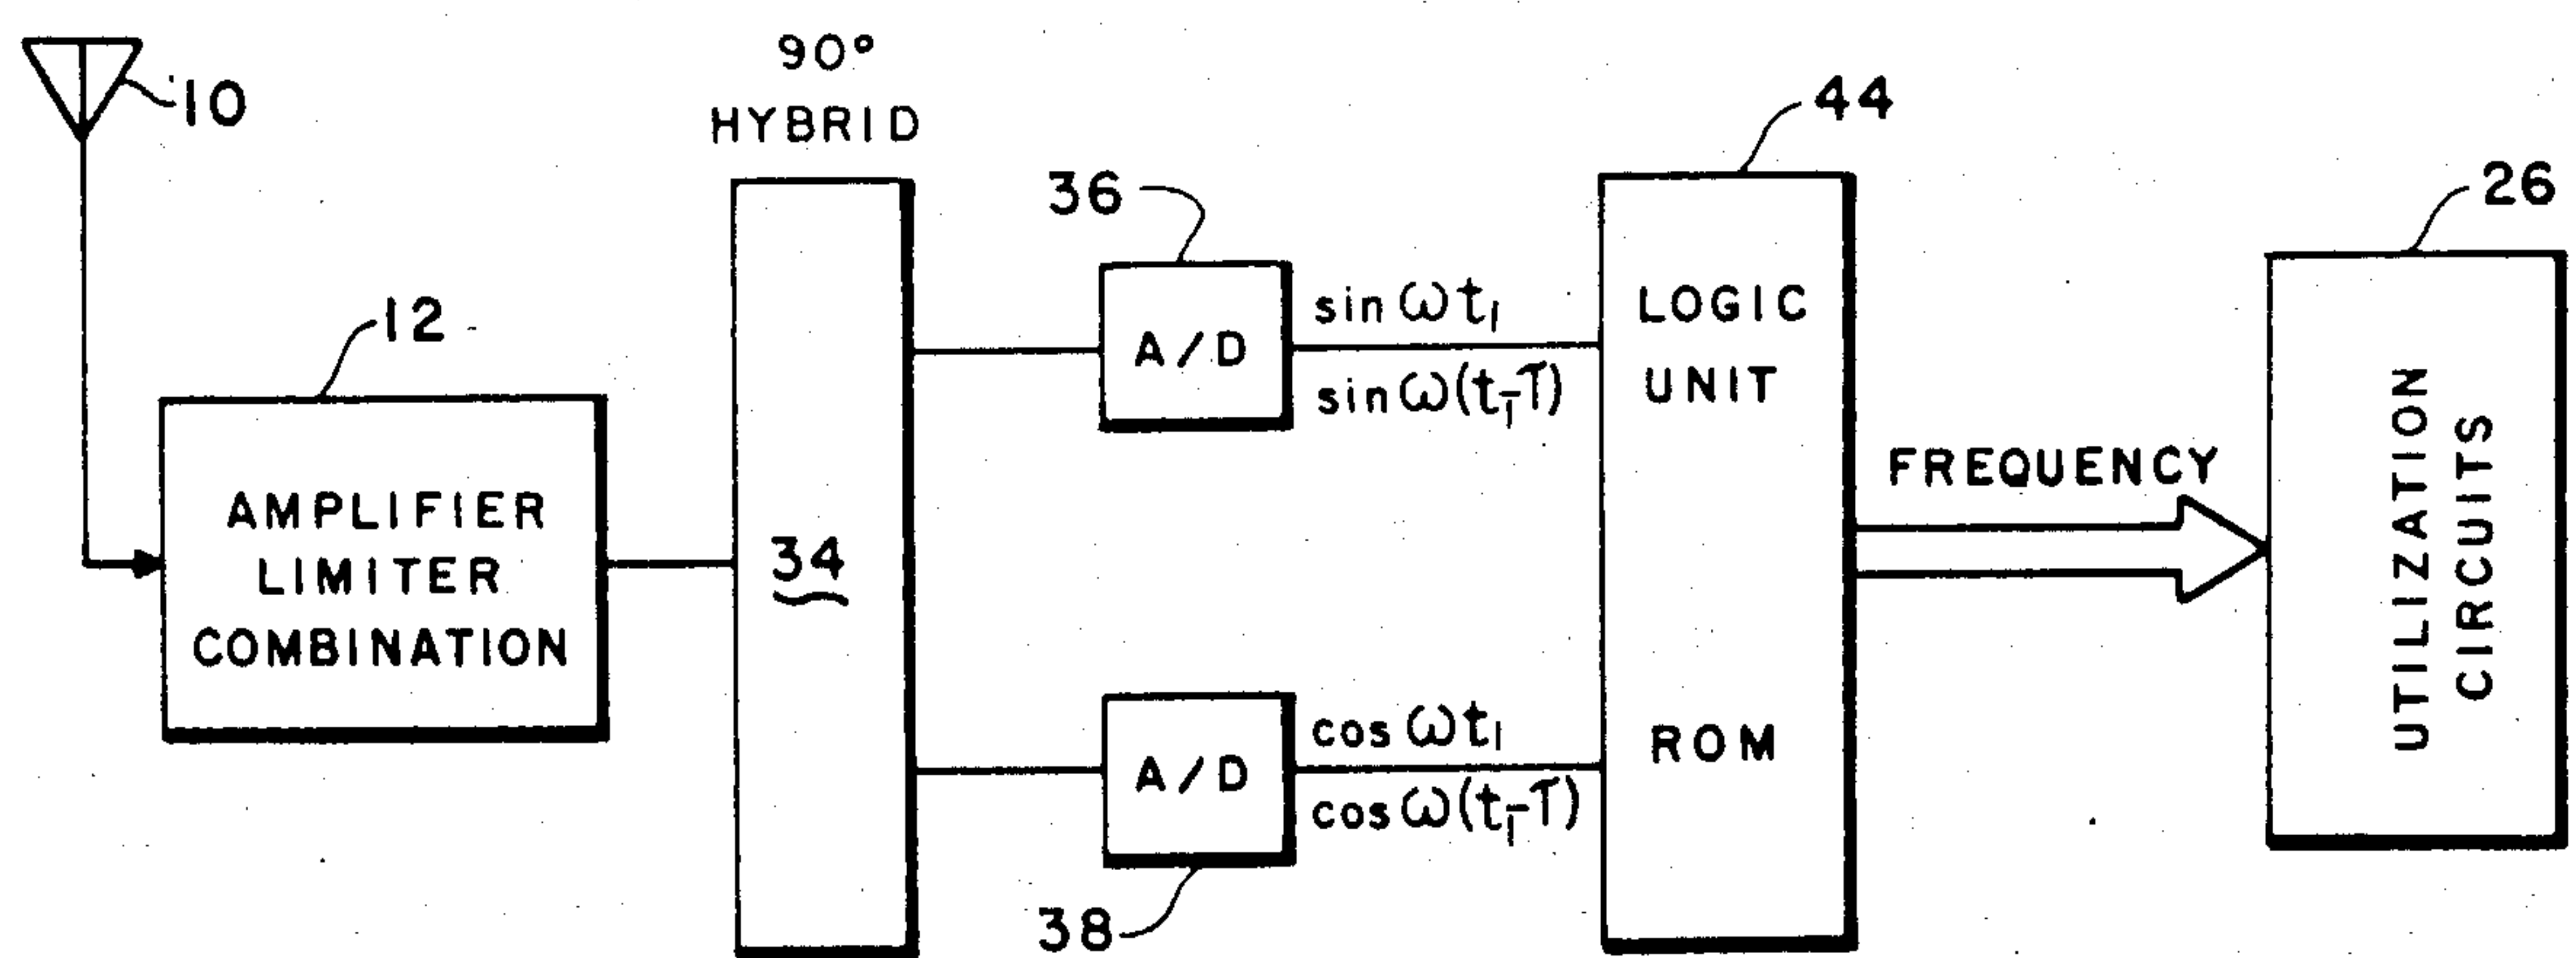 10
12
AMPLIFIER
LIMITER
COMBINATION
90°
HYBRID
34
36
A/D
sin ωt₁
sin ω(t₁-T)
38
A/D
cos ωt₁
cos ω(t₁-T)
44
LOGIC
UNIT
ROM
FREQUENCY
26
UTILIZATION
CIRCUITS